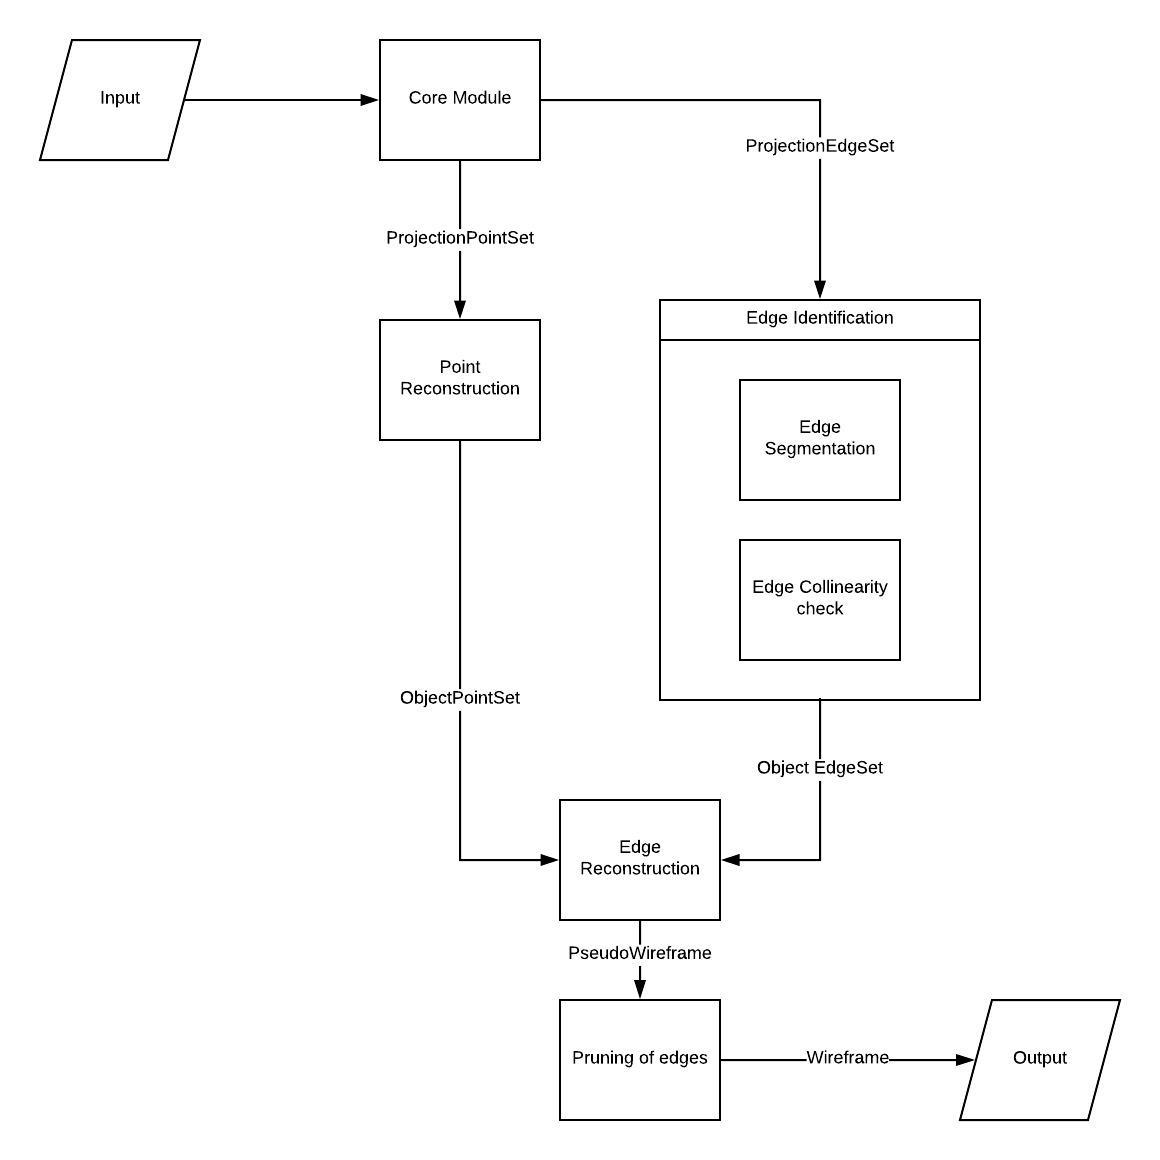 Input
Core Module
ProjectionEdgeSet
ProjectionPointSet
Edge Identification
Point
Reconstruction
Edge
Segmentation
Edge Collinearity
check
ObjectPointSet
Object EdgeSet
Edge
Reconstruction
PseudoWireframe
Pruning of edges
Wireframe
Output